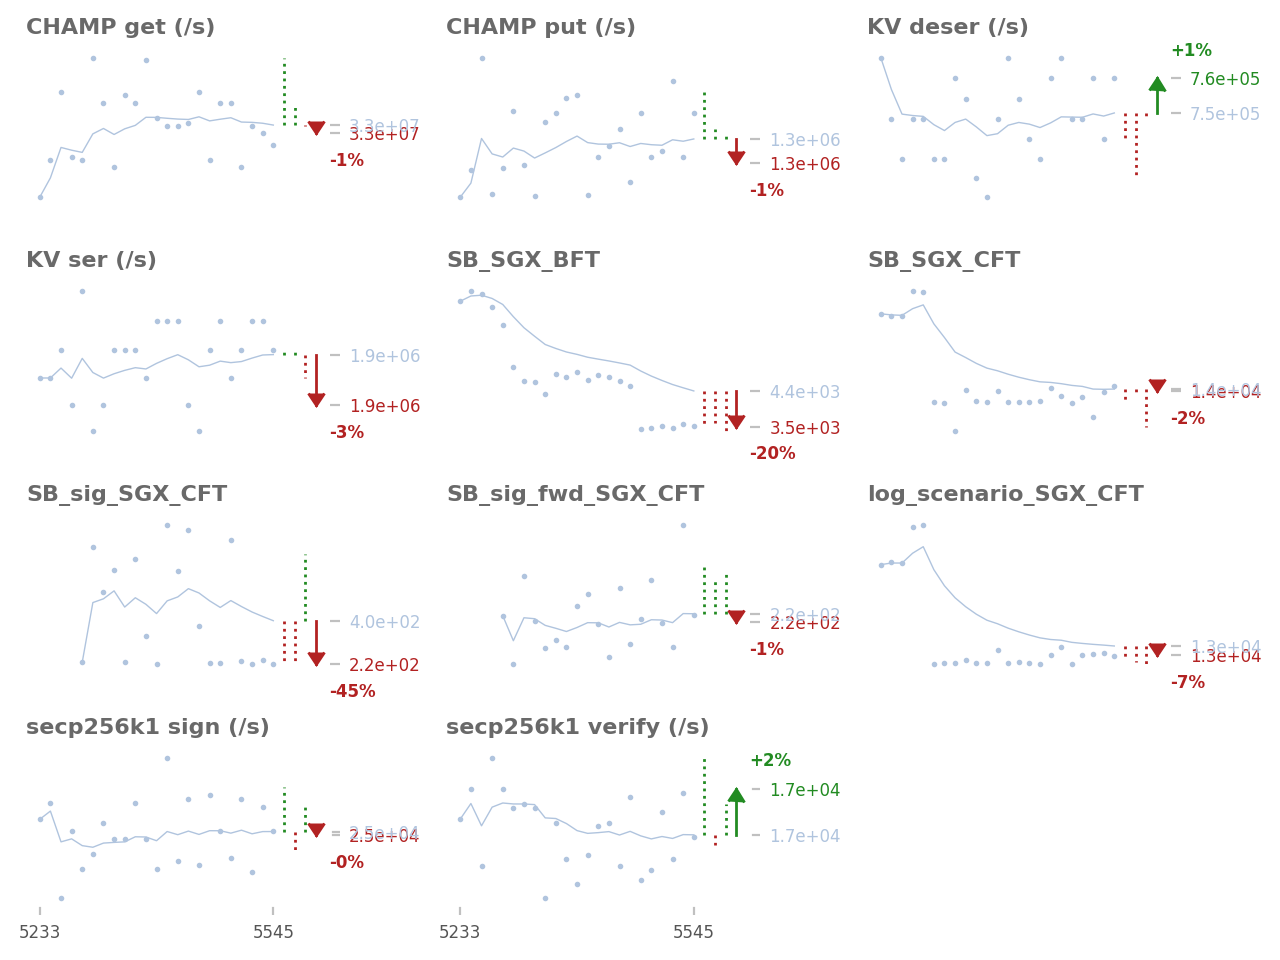 CHAMP get (/s)
3.3e+07
3.3e+07
-1%
CHAMP put (/s)
1.3e+06
1.3e+06
-1%
KV deser (/s)
+1%
7.6e+05
7.5e+05
KV ser (/s)
1.9e+06
1.9e+06
-3%
SB_SGX_BFT
4.4e+03
3.5e+03
-20%
SB_SGX_CFT
1.4e+04
1.4e+04
-2%
SB_sig_SGX_CFT
4.0e+02
2.2e+02
-45%
SB_sig_fwd_SGX_CFT
2.2e+02
2.2e+02
-1%
log_scenario_SGX_CFT
1.3e+04
1.3e+04
-7%
secp256k1 sign (/s)
2.5e+04
2.5e+04
-0%
5233
5545
secp256k1 verify (/s)
+2%
1.7e+04
1.7e+04
5233
5545